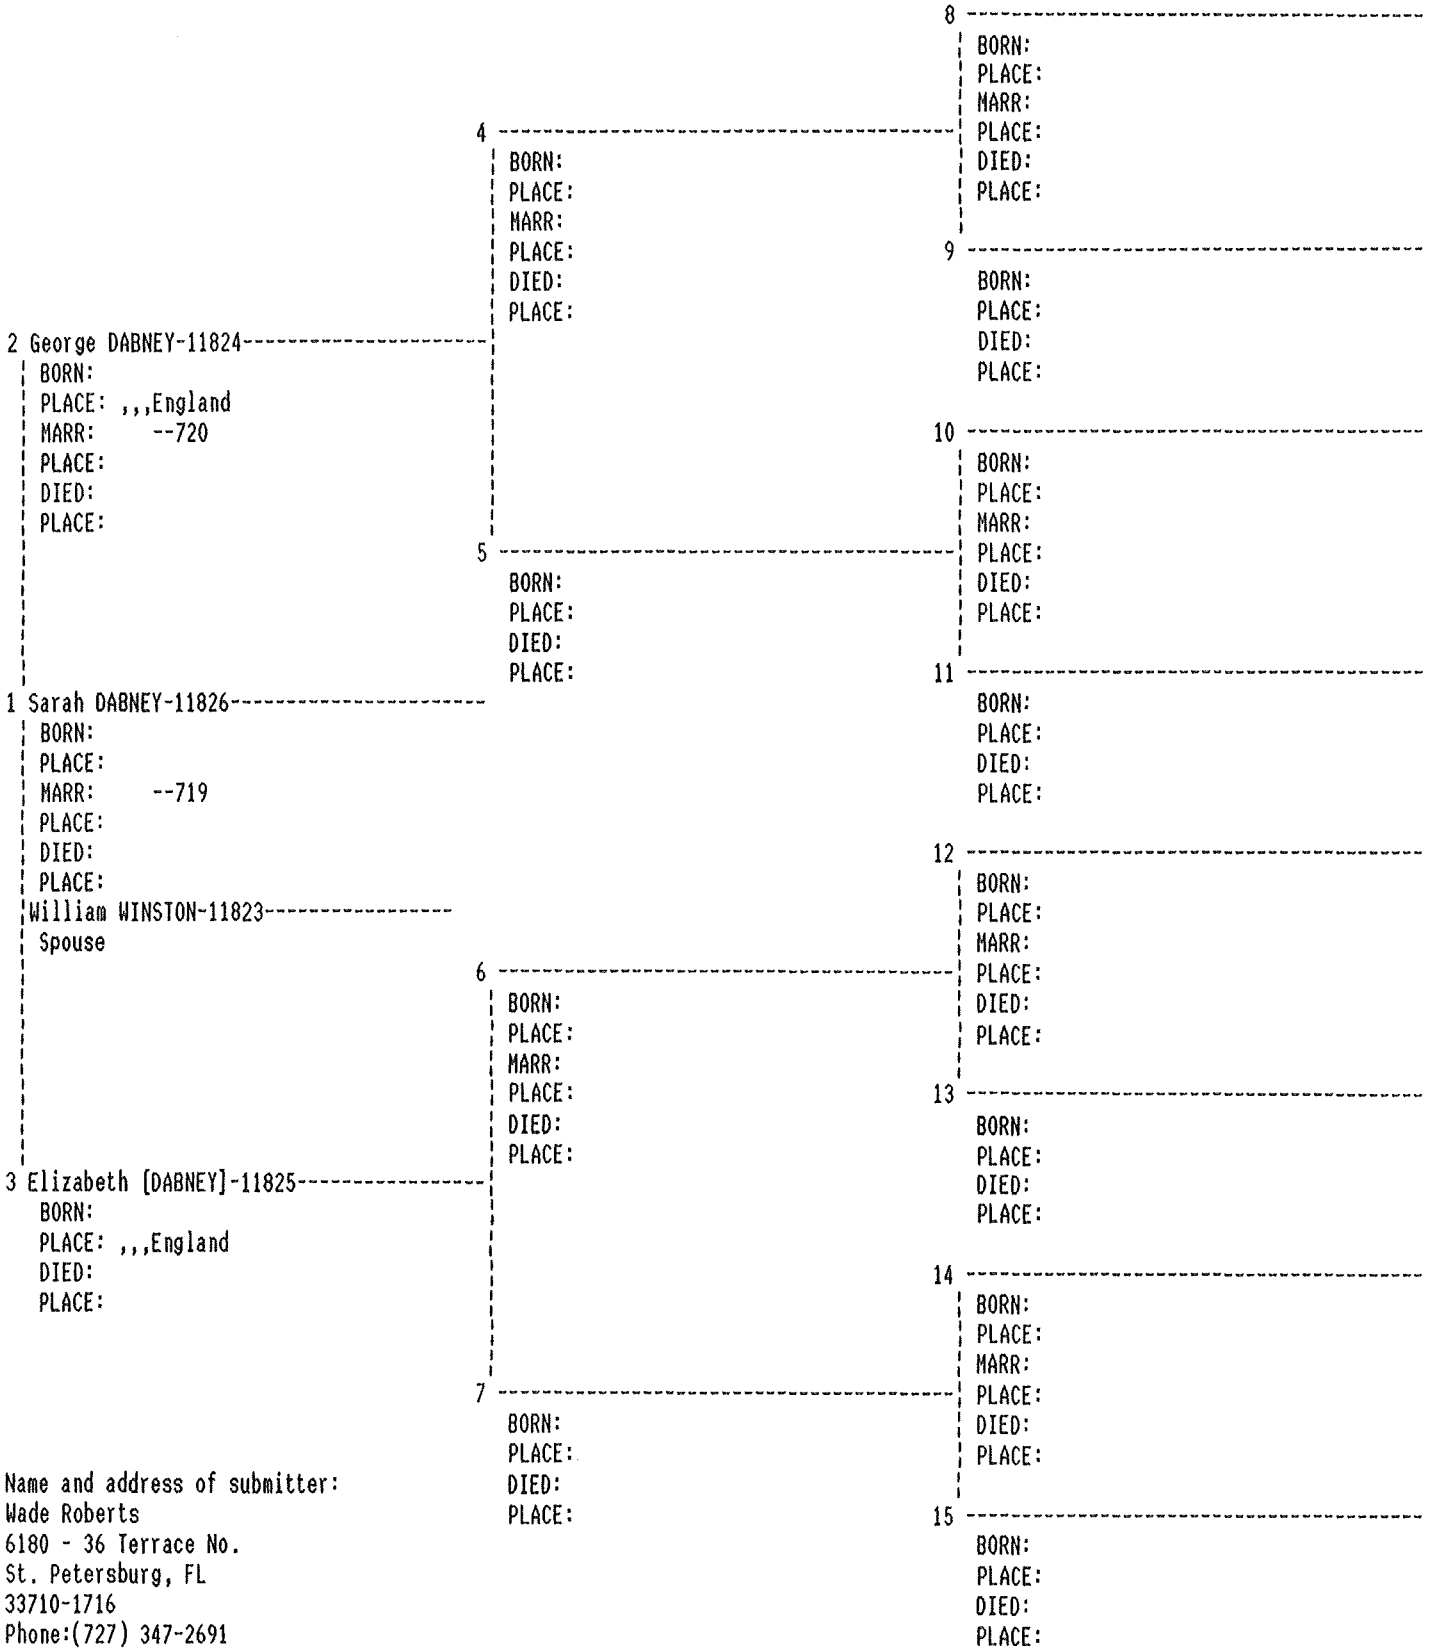 8
BORN:
PLACE:
MARR:
PLACE:
DIED:
PLACE:
4
BORN:
PLACE:
MARR:
PLACE:
DIED:
PLACE:
9
BORN:
PLACE:
DIED:
PLACE:
2 George DABNEY-11824
BORN:
PLACE: ,,,England
MARR: --720
PLACE:
DIED:
PLACE:
10
BORN:
PLACE:
MARR:
PLACE:
DIED:
PLACE:
5
BORN:
PLACE:
DIED:
PLACE:
11
BORN:
PLACE:
DIED:
PLACE:
1 Sarah DABNEY-11826
BORN:
PLACE:
MARR: --719
PLACE:
DIED:
PLACE:
William WINSTON-11823
Spouse
12
BORN:
PLACE:
MARR:
PLACE:
DIED:
PLACE:
6
BORN:
PLACE:
MARR:
PLACE:
DIED:
PLACE:
13
BORN:
PLACE:
DIED:
PLACE:
3 Elizabeth [DABNEY]-11825
BORN:
PLACE: ,,,England
DIED:
PLACE:
14
BORN:
PLACE:
MARR:
PLACE:
DIED:
PLACE:
7
BORN:
PLACE:
DIED:
PLACE:
15
BORN:
PLACE:
DIED:
PLACE:
Name and address of submitter:
Wade Roberts
6180 - 36 Terrace No.
St. Petersburg, FL
33710-1716
Phone:(727) 347-2691